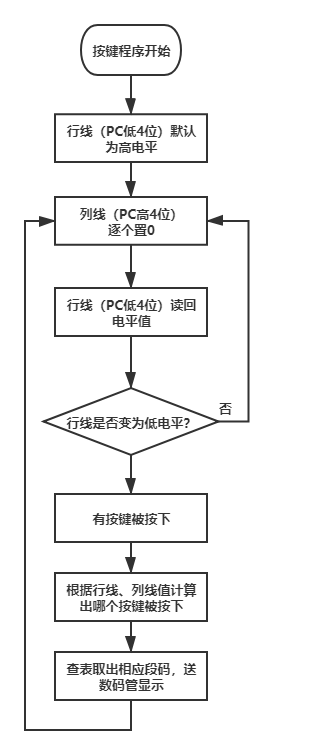 按键程序开始
行线（PC低4位）默认
为高电平
列线（PC高4位）
逐个置0
行线（PC低4位）读回
电平值
行线是否变为低电平？
否
有按键被按下
根据行线、列线值计算
出哪个按键被按下
查表取出相应段码，送
数码管显示